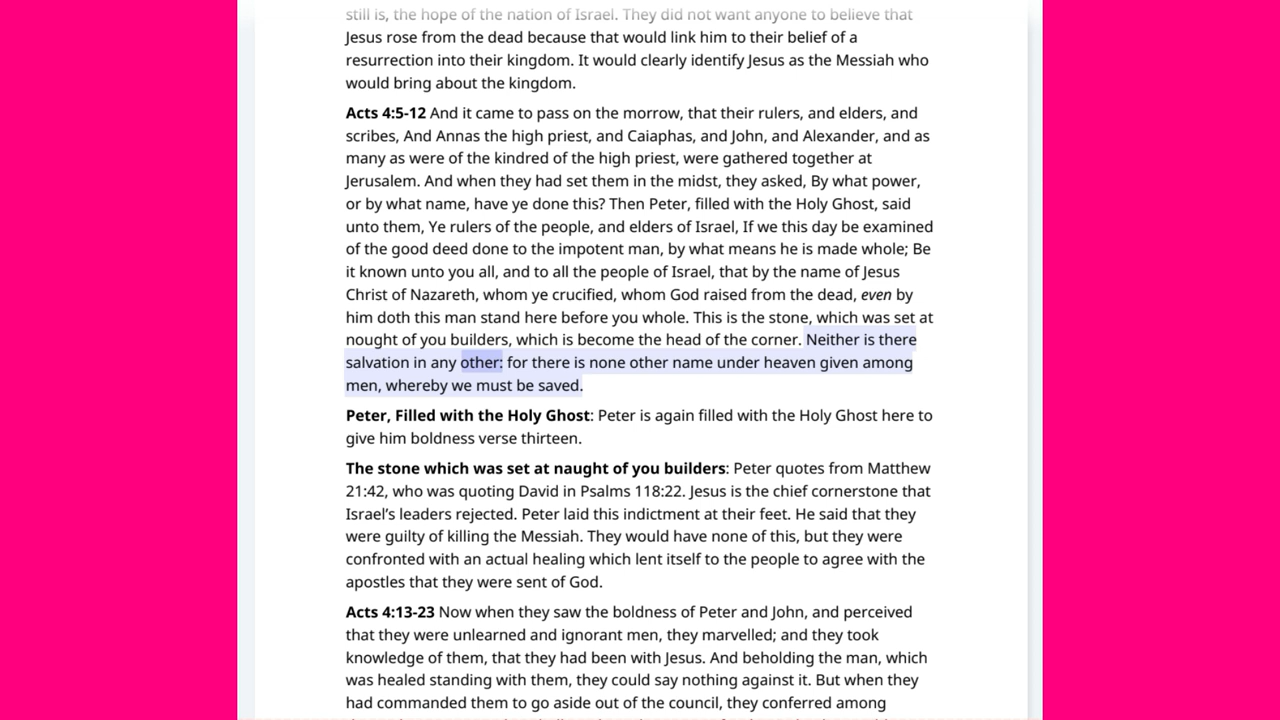 still is, the hope of the nation of Israel. They did not want anyone to believe that
Jesus rose from the dead because that would link him to their belief of a
resurrection into their kingdom. It would clearly identify Jesus as the Messiah who
would bring about the kingdom.
Acts 4:5-12 And it came to pass on the morrow, that their rulers, and elders, and
scribes, And Annas the high priest, and Caiaphas, and John, and Alexander, and as
many as were of the kindred of the high priest, were gathered together at
Jerusalem. And when they had set them in the midst, they asked, By what power,
or by what name, have ye done this? Then Peter, filled with the Holy Ghost, said
unto them, Ye rulers of the people, and elders of Israel, If we this day be examined
of the good deed done to the impotent man, by what means he is made whole; Be
it known unto you all, and to all the people of Israel, that by the name of Jesus
Christ of Nazareth, whom ye crucified, whom God raised from the dead, even by
him doth this man stand here before you whole. This is the stone, which was set at
nought of you builders, which is become the head of the corner. Neither is there
salvation in any other: for there is none other name under heaven given among
men, whereby we must be saved.
Peter, Filled with the Holy Ghost: Peter is again filled with the Holy Ghost here to
give him boldness verse thirteen.
The stone which was set at naught of you builders: Peter quotes from Matthew
21:42, who was quoting David in Psalms 118:22. Jesus is the chief cornerstone that
Israel’s leaders rejected. Peter laid this indictment at their feet. He said that they
were guilty of killing the Messiah. They would have none of this, but they were
confronted with an actual healing which lent itself to the people to agree with the
apostles that they were sent of God.
Acts 4:13-23 Now when they saw the boldness of Peter and John, and perceived
that they were unlearned and ignorant men, they marvelled; and they took
knowledge of them, that they had been with Jesus. And beholding the man, which
was healed standing with them, they could say nothing against it. But when they
had commanded them to go aside out of the council, they conferred among